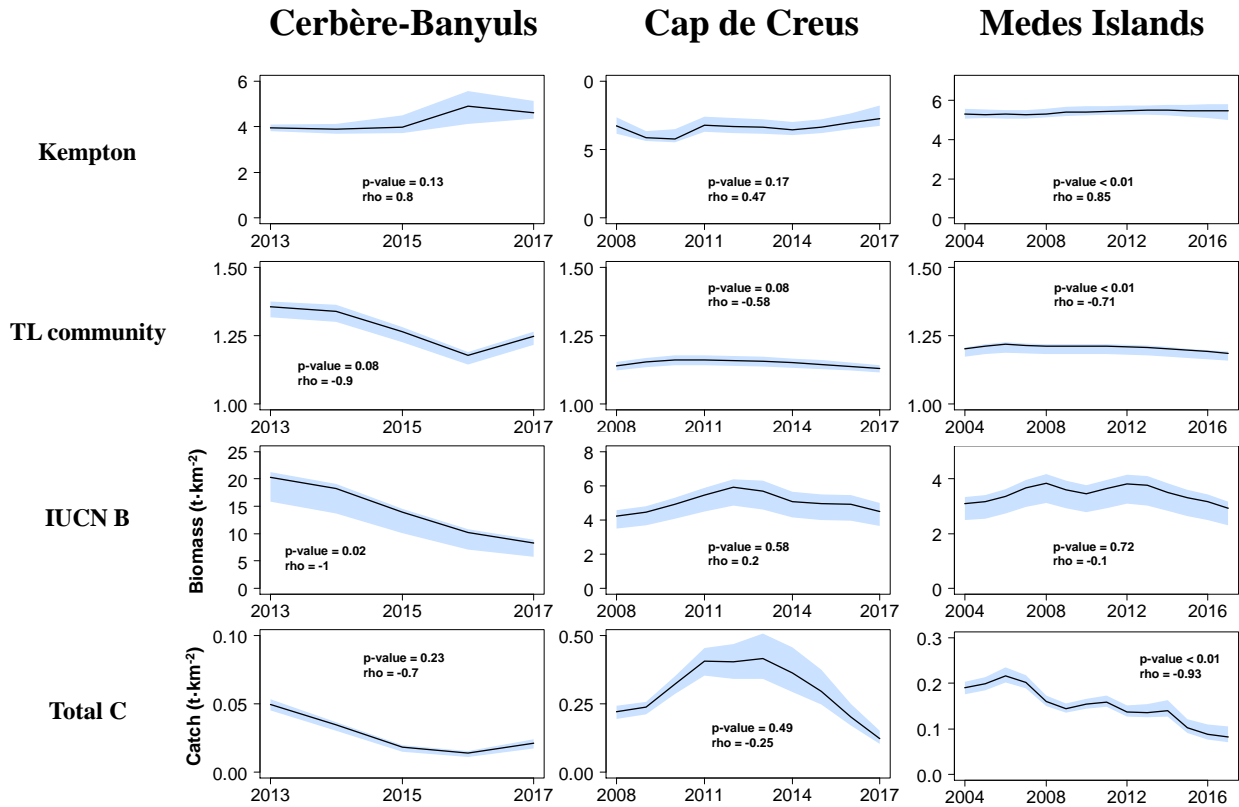 Cerbère-Banyuls Cap de Creus Medes Islands
Kempton
6
4
2
0
p-value = 0.13
rho = 0.8
2013 2015 2017
0
5
0
p-value = 0.17
rho = 0.47
2008 2011 2014 2017
6
4
2
0
p-value < 0.01
rho = 0.85
2004 2008 2012 2016
TL community
1.50
1.25
1.00
p-value = 0.08
rho = -0.9
2013 2015 2017
1.50
1.25
1.00
p-value = 0.08
rho = -0.58
2008 2011 2014 2017
1.50
1.25
1.00
p-value < 0.01
rho = -0.71
2004 2008 2012 2016
IUCN B
Biomass (t·km-2)
25
20
15
10
5
0
p-value = 0.02
rho = -1
2013 2015 2017
8
6
4
2
0
p-value = 0.58
rho = 0.2
2008 2011 2014 2017
4
2
0
p-value = 0.72
rho = -0.1
2004 2008 2012 2016
Total C
Catch (t·km-2)
0.10
0.05
0.00
p-value = 0.23
rho = -0.7
2013 2015 2017
0.50
0.25
0.00
p-value = 0.49
rho = -0.25
2008 2011 2014 2017
0.3
0.2
0.1
0.0
p-value < 0.01
rho = -0.93
2004 2008 2012 2016